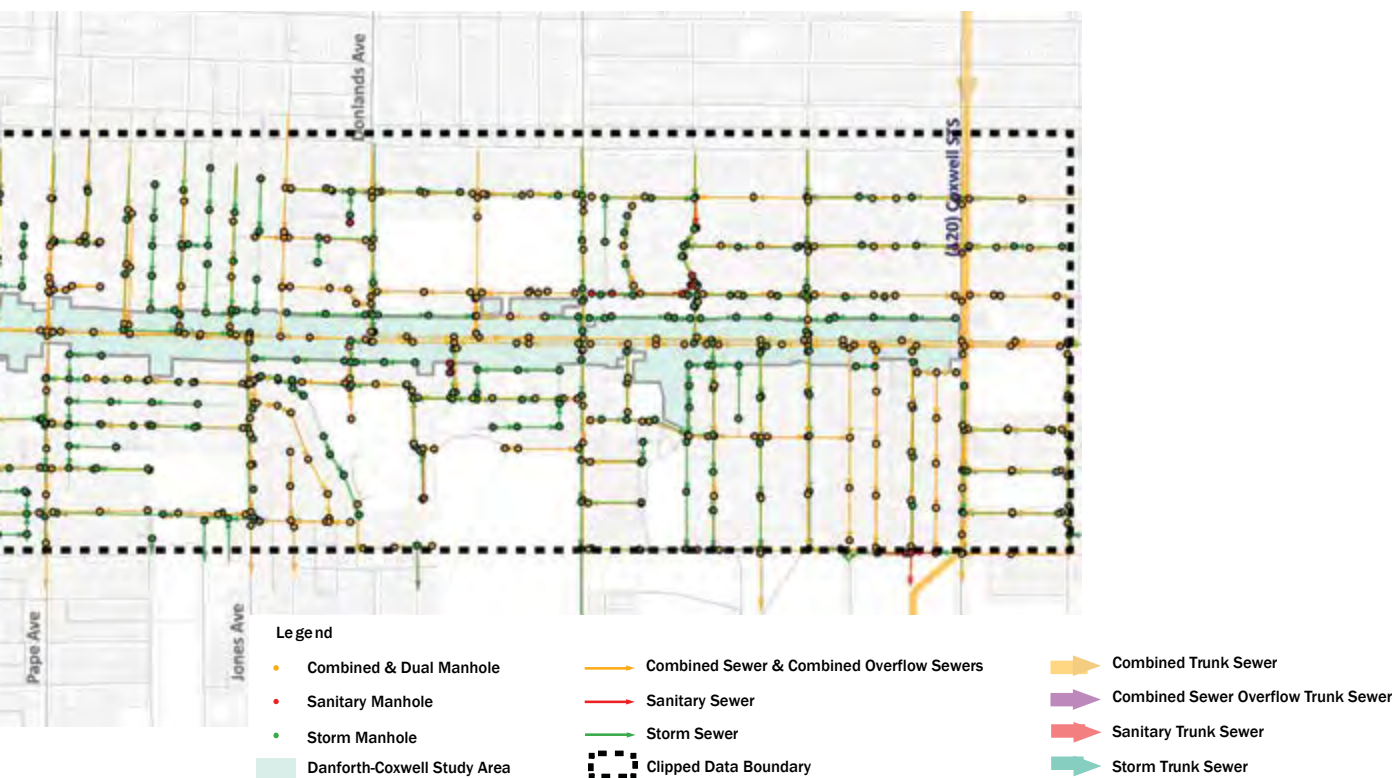 Donlands Ave
(120) Coxwell STS
Pape Ave
Jones Ave
Legend
Combined & Dual Manhole
Sanitary Manhole
Storm Manhole
Danforth-Coxwell Study Area
Combined Sewer & Combined Overflow Sewers
Sanitary Sewer
Storm Sewer
Clipped Data Boundary
Combined Trunk Sewer
Combined Sewer Overflow Trunk Sewer
Sanitary Trunk Sewer
Storm Trunk Sewer